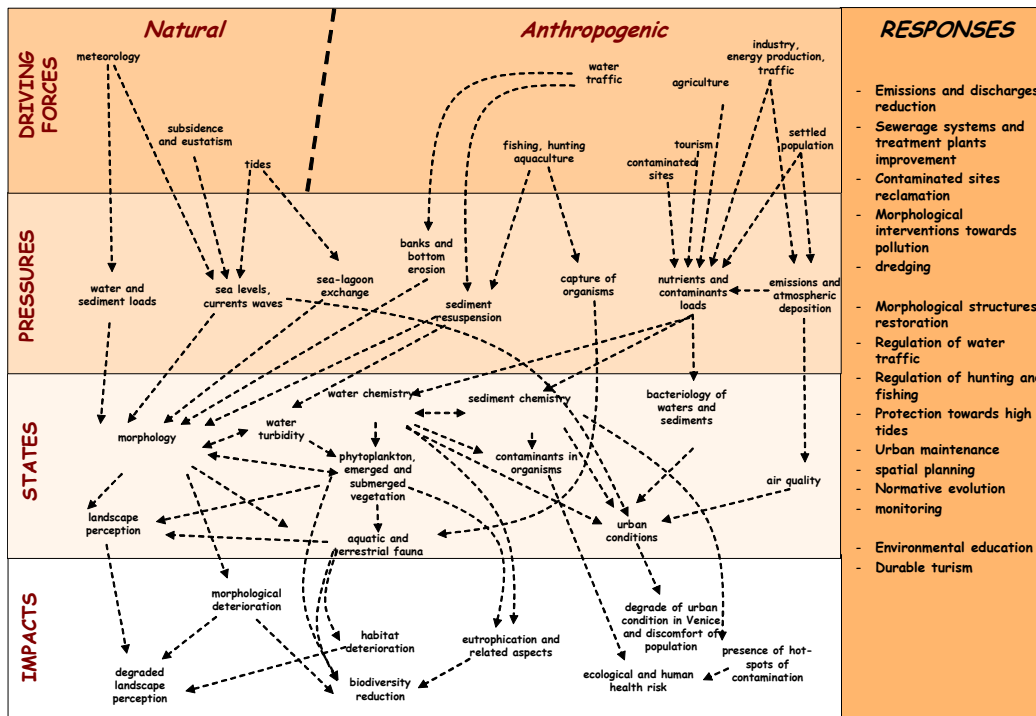 Natural
Anthropogenic
RESPONSES
DRIVING
FORCES
meteorology
subsidence
and eustatism
tides
water
traffic
fishing, hunting
aquaculture
industry,
energy production,
traffic
agriculture
tourism
contaminated
sites
settled
population
PRESSURES
water and
sediment loads
sea levels,
currents waves
sea-lagoon
exchange
banks and
bottom
erosion
sediment
resuspension
capture of
organisms
nutrients and
contaminants
loads
emissions and
atmospheric
deposition
STATES
morphology
water chemistry
water
turbidity
sediment chemistry
bacteriology of
waters and
sediments
phytoplankton,
emerged and
submerged
vegetation
contaminants in
organisms
air quality
landscape
perception
aquatic and
terrestrial fauna
urban
conditions
IMPACTS
morphological
deterioration
habitat
deterioration
eutrophication and
related aspects
degrade of urban
condition in Venice
and discomfort of
population
degraded
landscape
perception
biodiversity
reduction
ecological and human
health risk
presence of hot-
spots of
contamination
- Emissions and discharges
reduction
- Sewerage systems and
treatment plants
improvement
- Contaminated sites
reclamation
- Morphological
interventions towards
pollution
- dredging
- Morphological structures
restoration
- Regulation of water
traffic
- Regulation of hunting and
fishing
- Protection towards high
tides
- Urban maintenance
- spatial planning
- Normative evolution
- monitoring
- Environmental education
- Durable turism